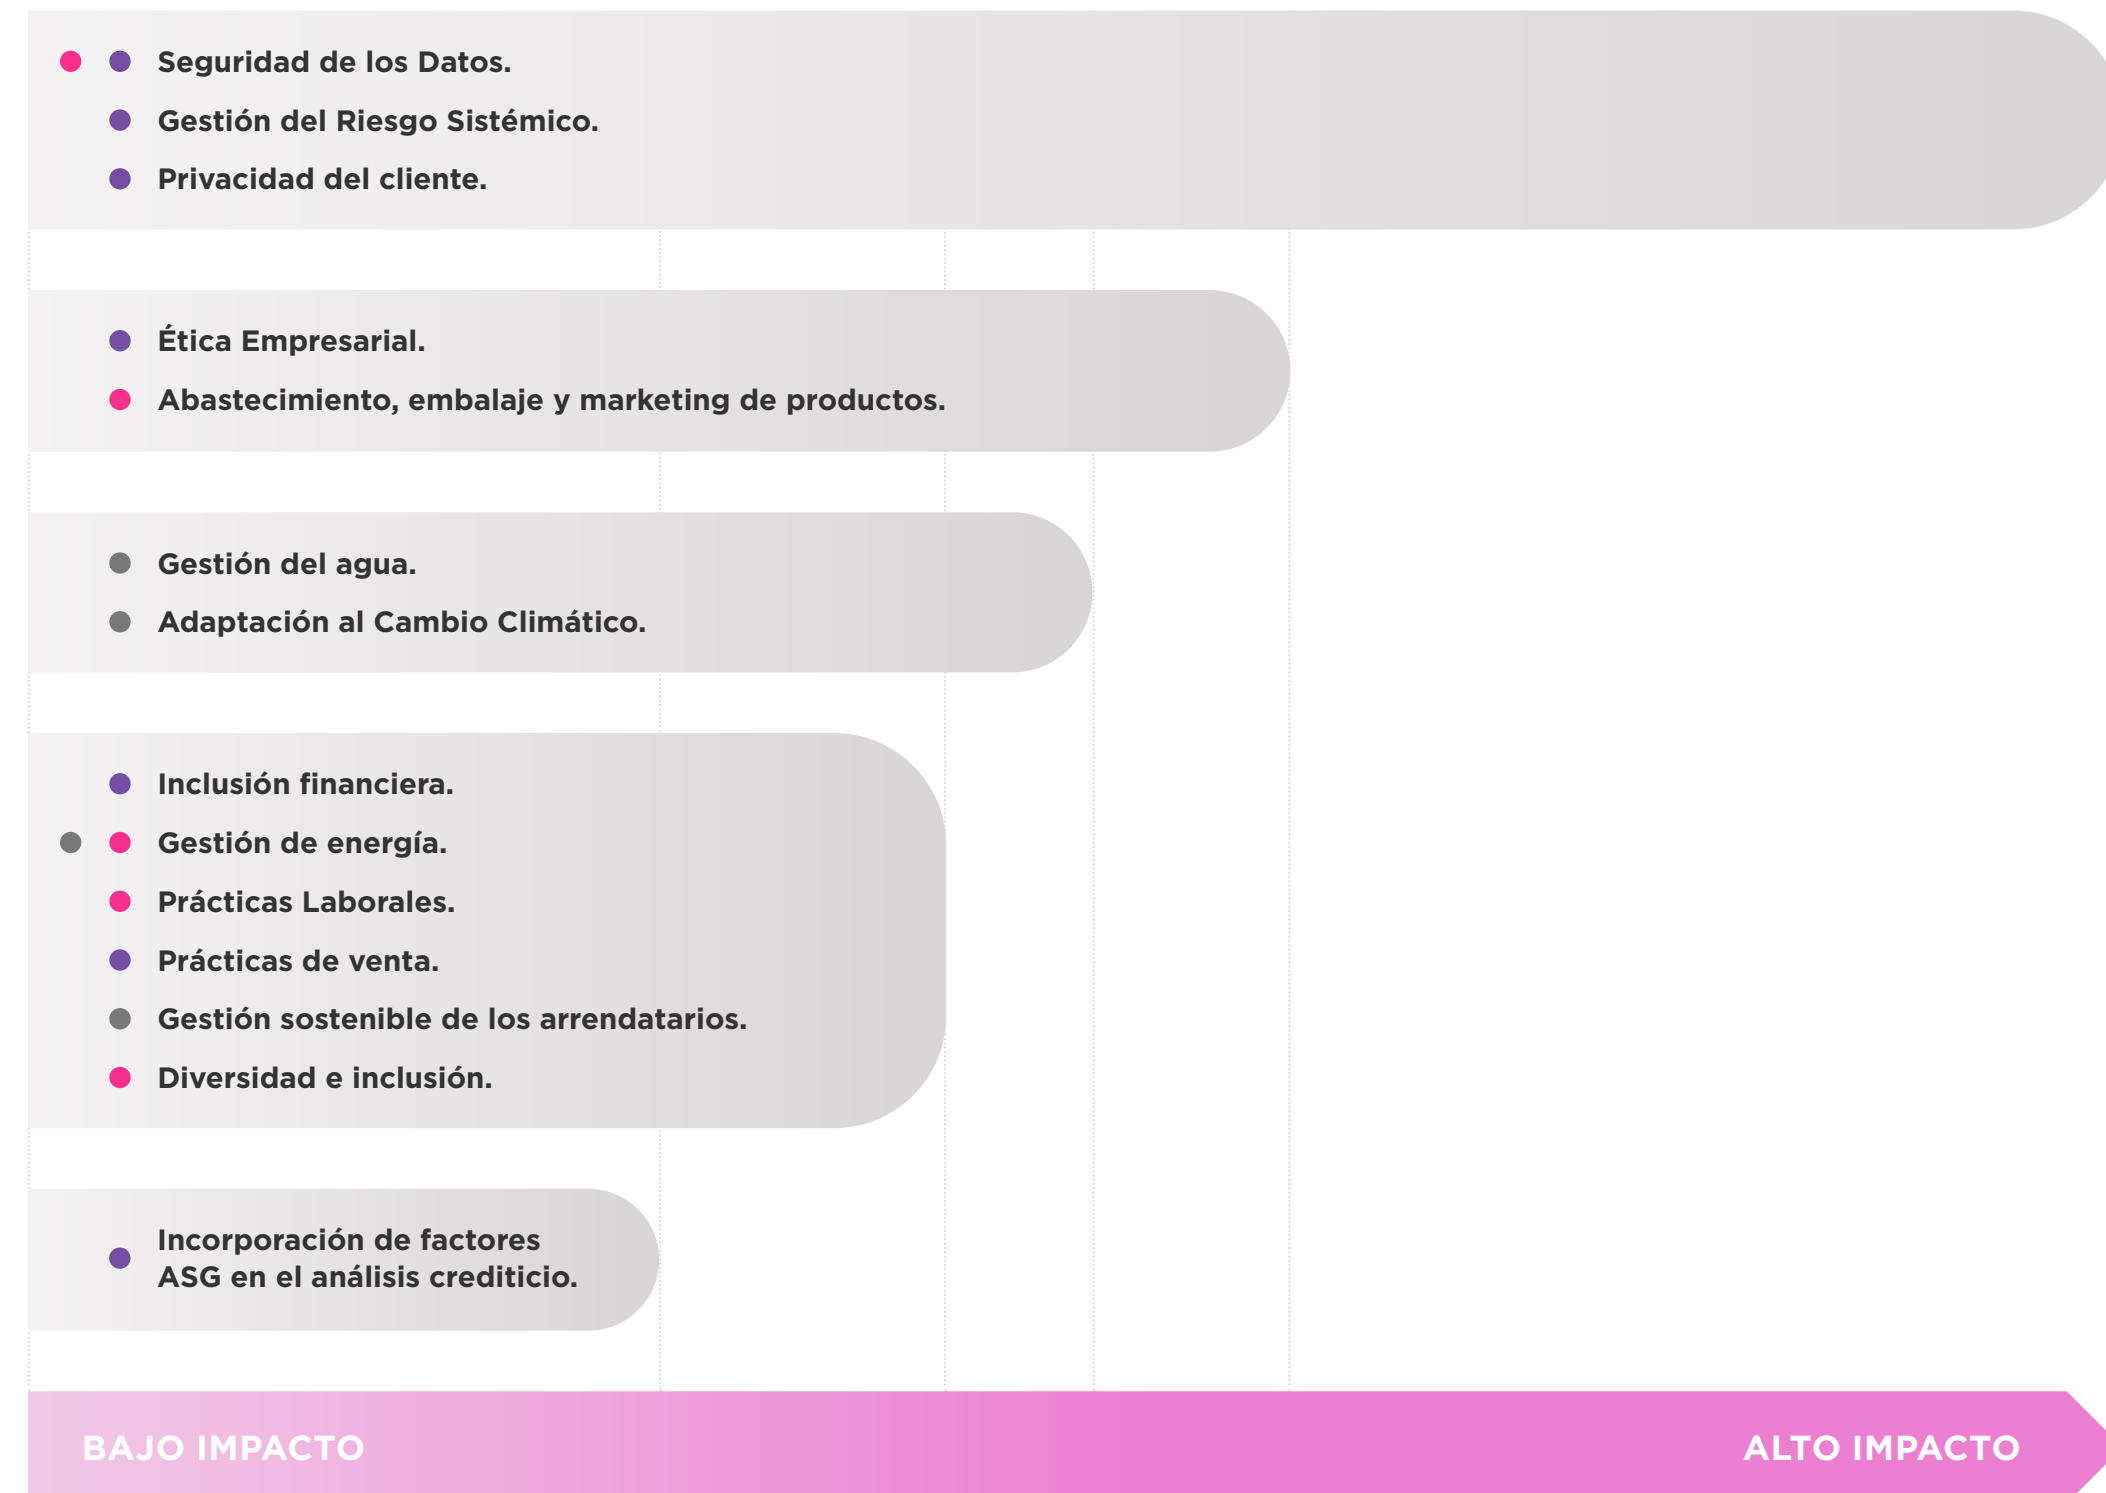 Seguridad de los Datos.
Gestión del Riesgo Sistémico.
Privacidad del cliente.
Ética Empresarial.
Abastecimiento, embalaje y marketing de productos.
Gestión del agua.
Adaptación al Cambio Climático.
Inclusión financiera.
Gestión de energía.
Prácticas Laborales.
Prácticas de venta.
Gestión sostenible de los arrendatarios.
Diversidad e inclusión.
Incorporación de factores
ASG en el análisis crediticio.
BAJO IMPACTO
ALTO IMPACTO